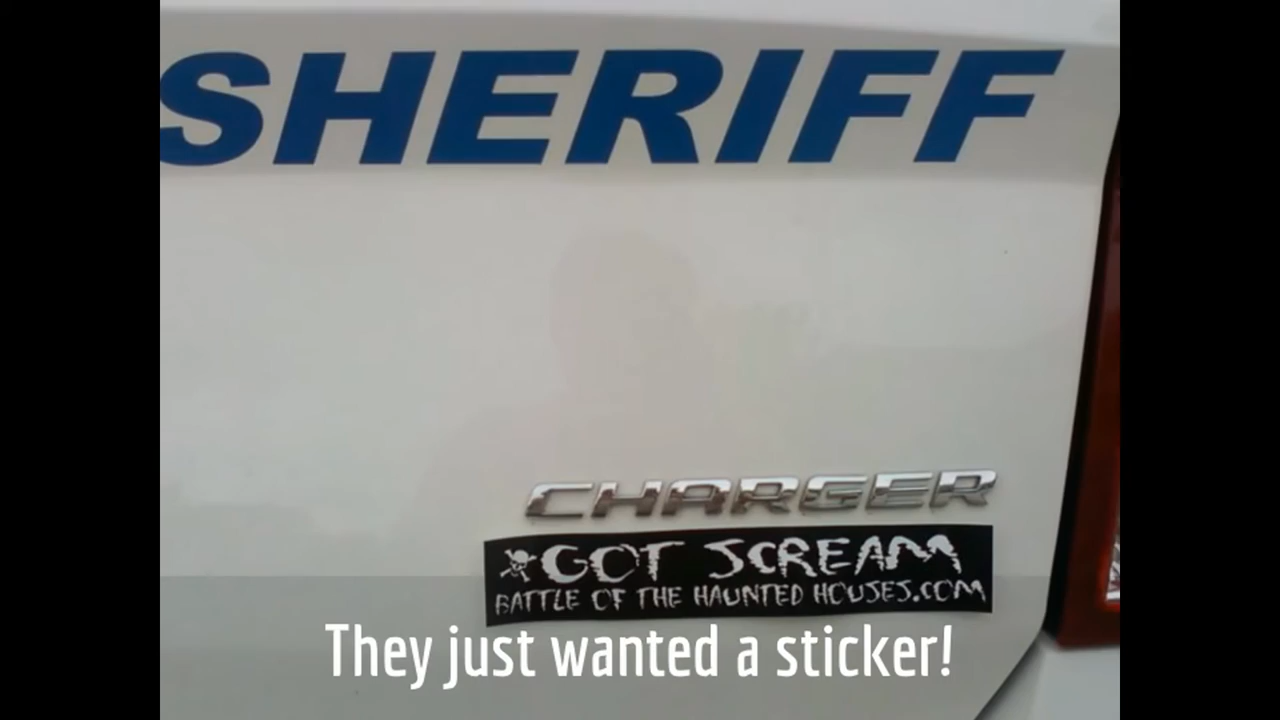 SHERIFF
CHARGER
GOT SCREAM
BATTLE OF THE HAUNTED HOUSES.COM
They just wanted a sticker!